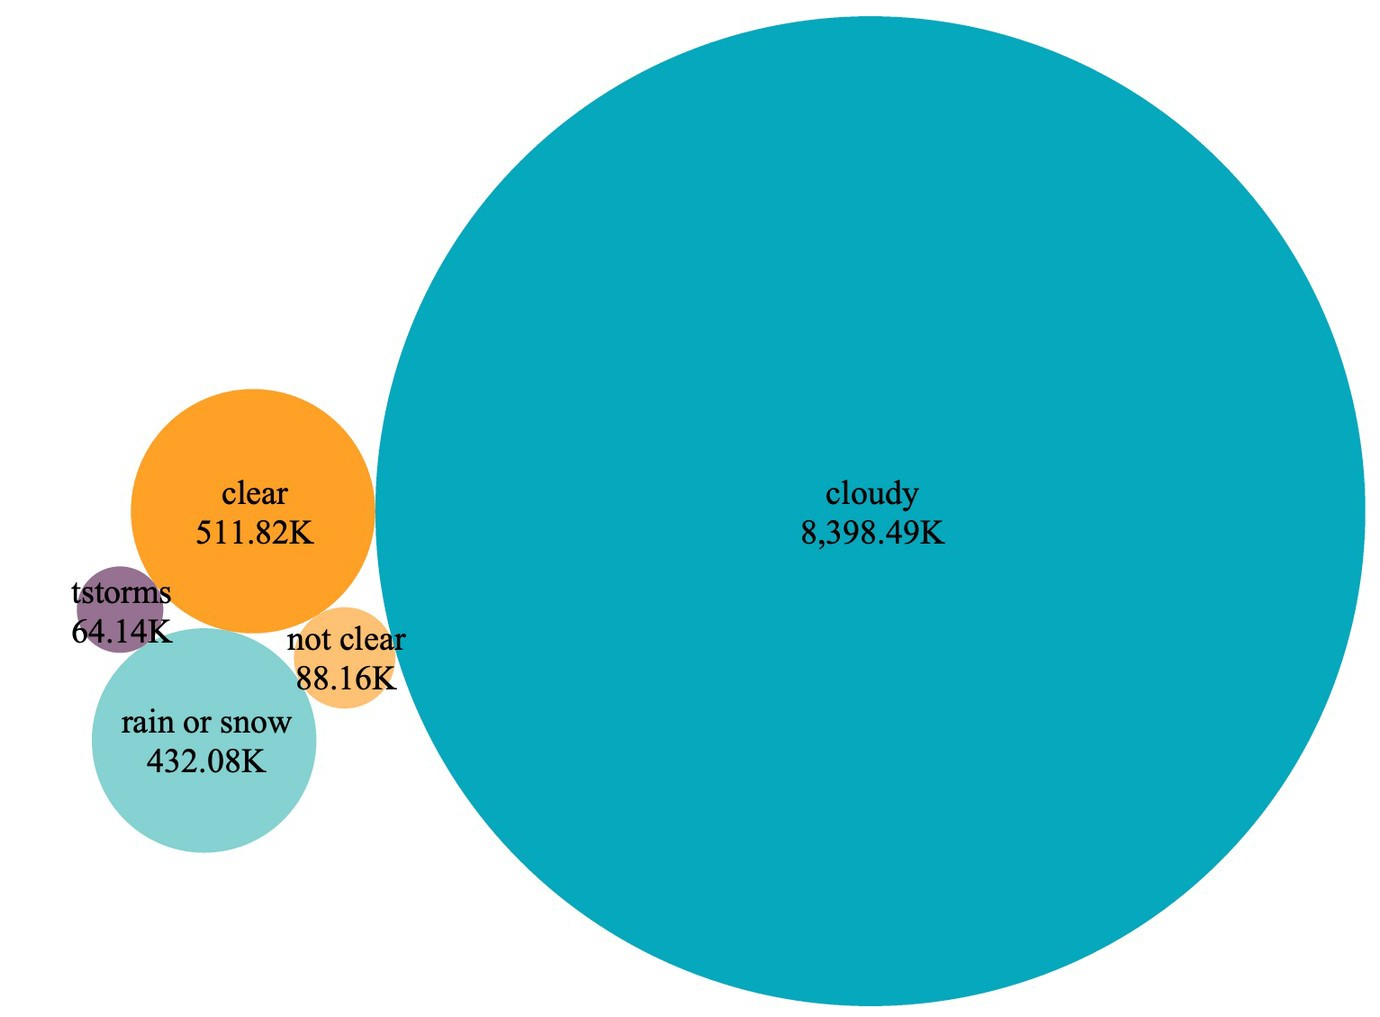 cloudy
8,398.49K
clear
511.82K
tstorms
64.14K
not clear
88.16K
rain or snow
432.08K